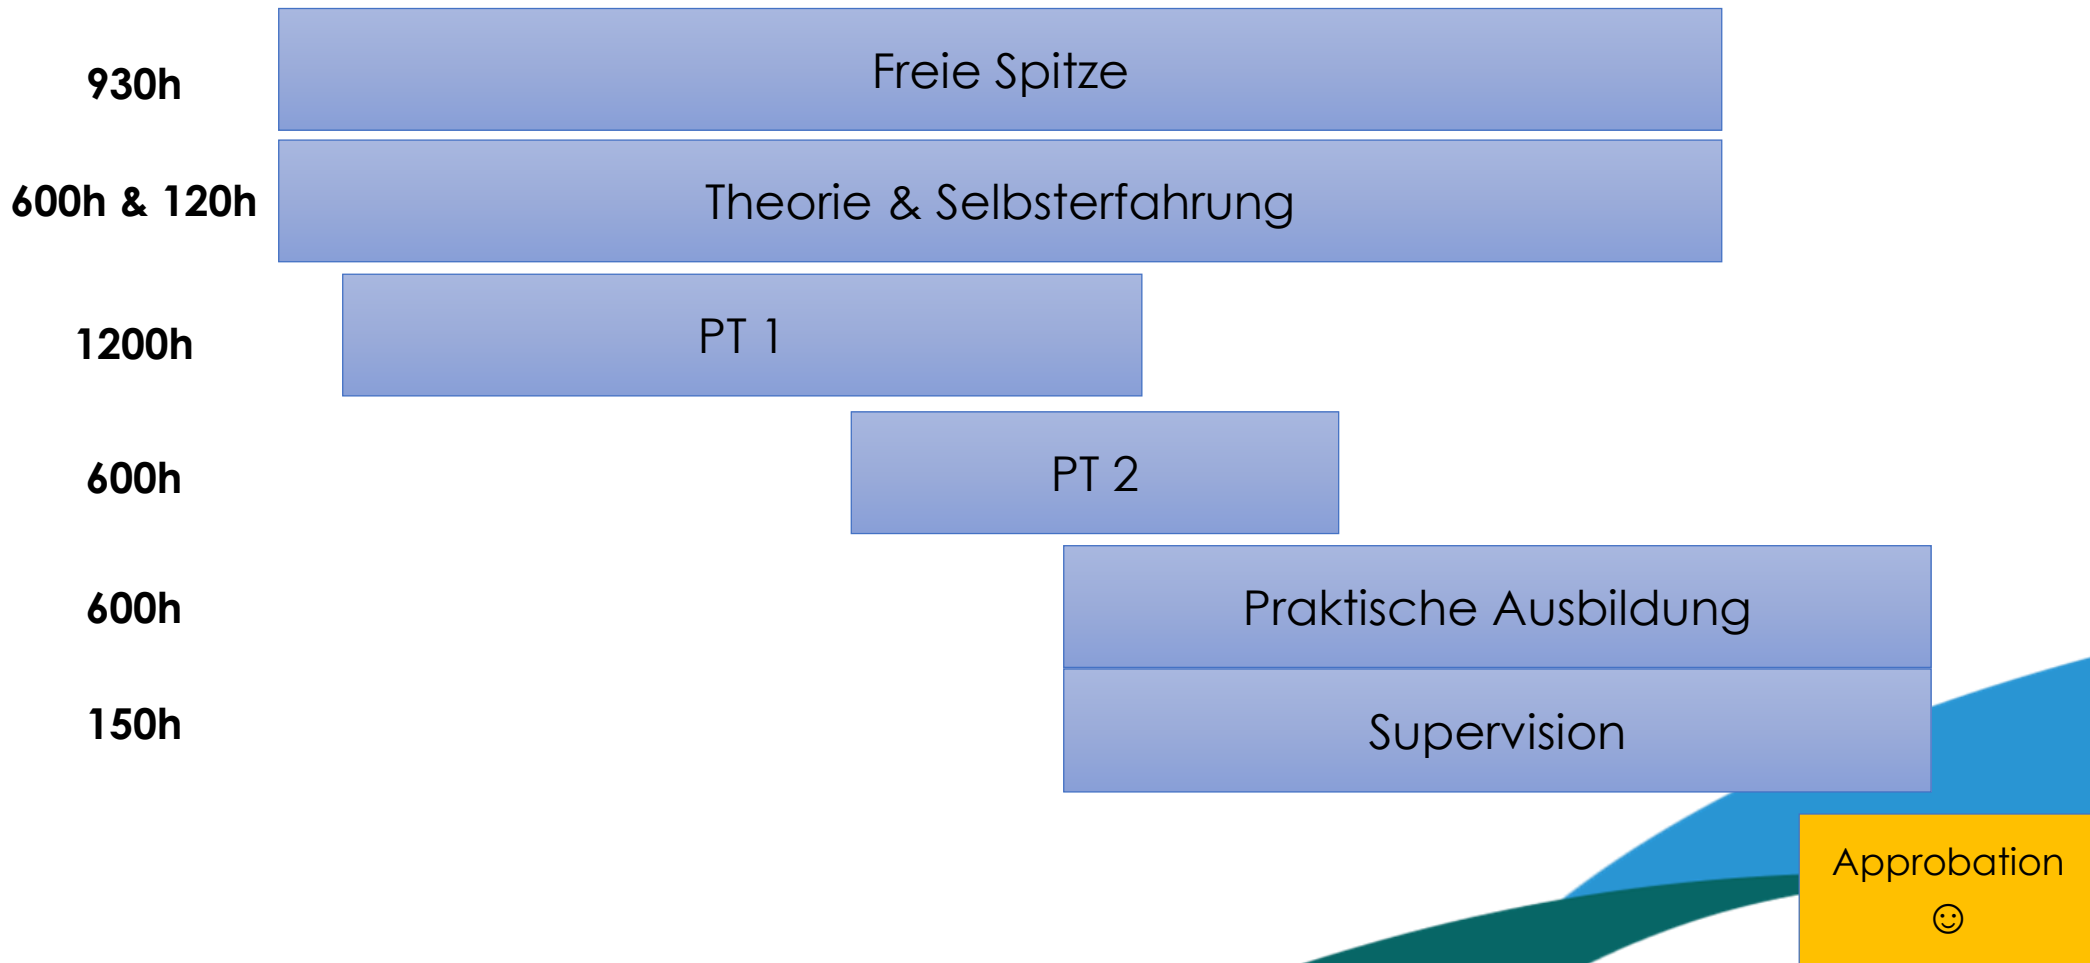 930h
Freie Spitze
600h & 120h
Theorie & Selbsterfahrung
1200h
PT 1
600h
PT 2
600h
Praktische Ausbildung
150h
Supervision
Approbation
☺